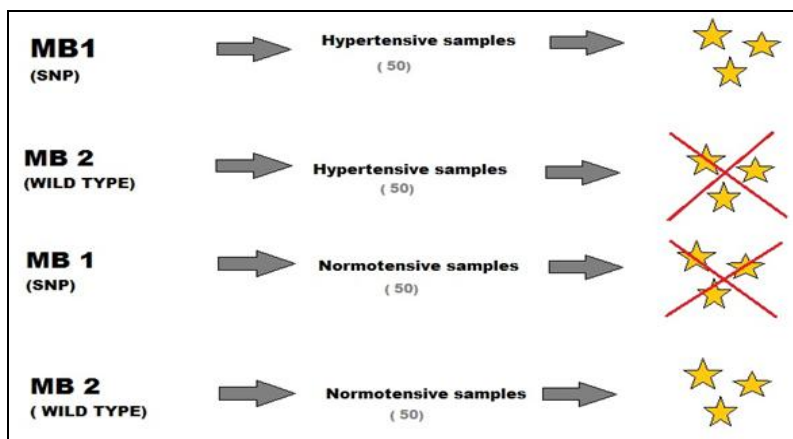 MB1
(SNP)
Hypertensive samples
( 50)
MB 2
(WILD TYPE)
Hypertensive samples
( 50)
MB 1
(SNP)
Normotensive samples
( 50)
MB 2
( WILD TYPE)
Normotensive samples
( 50)